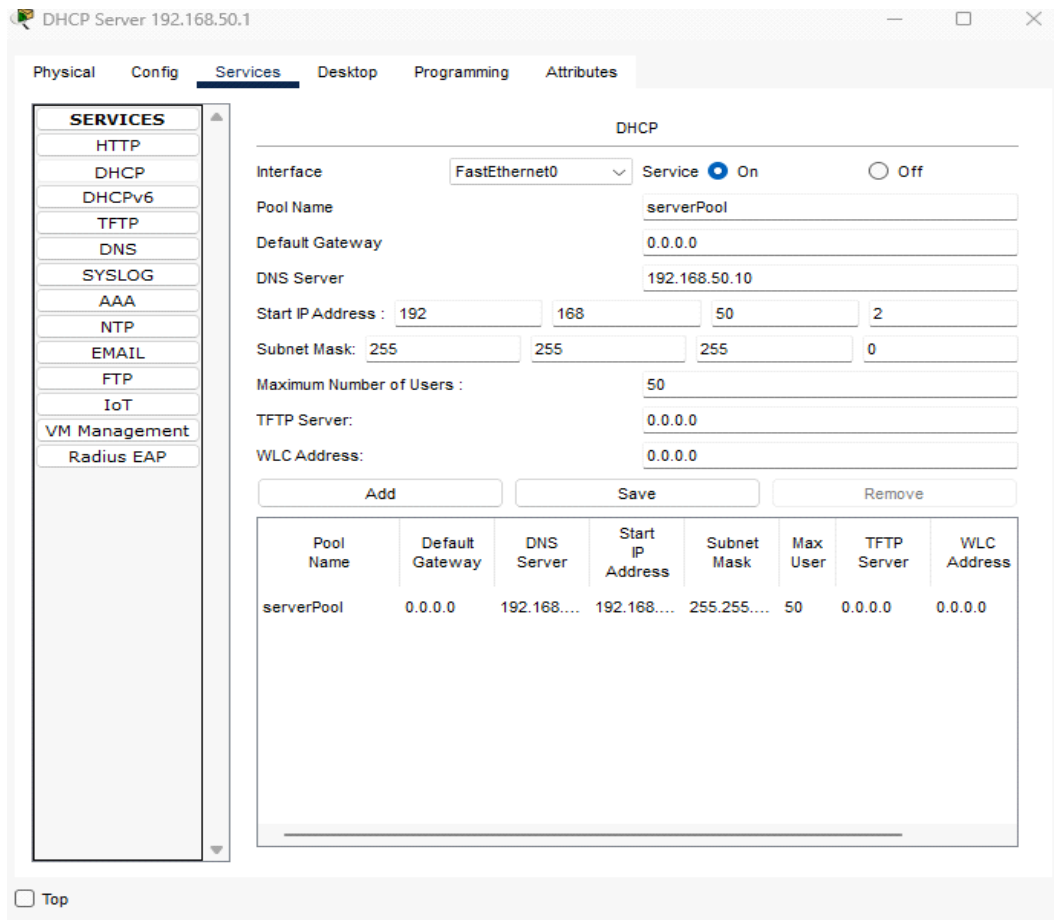 DHCP Server 192.168.50.1
Physical Config Services Desktop Programming Attributes
SERVICES
HTTP
DHCP
DHCPv6
TFTP
DNS
SYSLOG
AAA
NTP
EMAIL
FTP
IoT
VM Management
Radius EAP
DHCP
Interface FastEthernet0 Service On Off
Pool Name serverPool
Default Gateway 0.0.0.0
DNS Server 192.168.50.10
Start IP Address : 192 168 50 2
Subnet Mask: 255 255 255 0
Maximum Number of Users : 50
TFTP Server: 0.0.0.0
WLC Address: 0.0.0.0
Add Save Remove
Pool Name Default Gateway DNS Server Start IP Address Subnet Mask Max User TFTP Server WLC Address
serverPool 0.0.0.0 192.168.... 192.168.... 255.255.... 50 0.0.0.0 0.0.0.0
Top